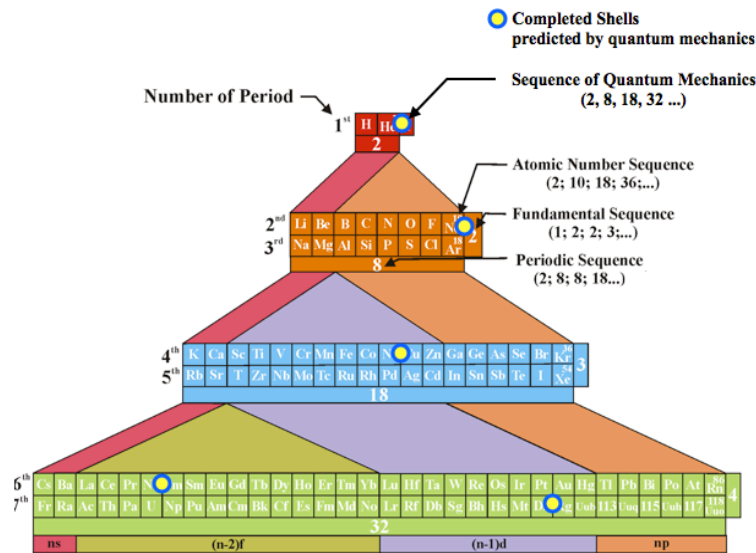 Completed Shells
predicted by quantum mechanics
Sequence of Quantum Mechanics
(2, 8, 18, 32 ...)
Number of Period
1st H
2
Atomic Number Sequence
(2; 10; 18; 36;...)
2nd Li Be B C N O F
2
Fundamental Sequence
(1; 2; 2; 3;...)
3rd Na Mg Al Si P S Cl 18 Ar
8
Periodic Sequence
(2; 8; 8; 18...)
4th K Ca Sc Ti V Cr Mn Fe Co Zn Ga Ge As Se Br 36 Kr
3
5th Rb Sr T Zr Nb Mo Tc Ru Rh Pd Ag Cd In Sn Sb Te I 54 Xe
18
6th Cs Ba La Ce Pr Sm Eu Gd Tb Dy Ho Er Tm Yb Lu Hf Ta W Re Os Ir Pt Au Hg Tl Pb Bi Po At 86 Rn
4
7th Fr Ra Ac Th Pa U Np Pu Am Cm Bk Cf Es Fm Md No Lr Rf Db Sg Bh Hs Mt Uub 113 Uuq 115 Uuh 117 118 Uuo
32
ns (n-2)f (n-1)d np